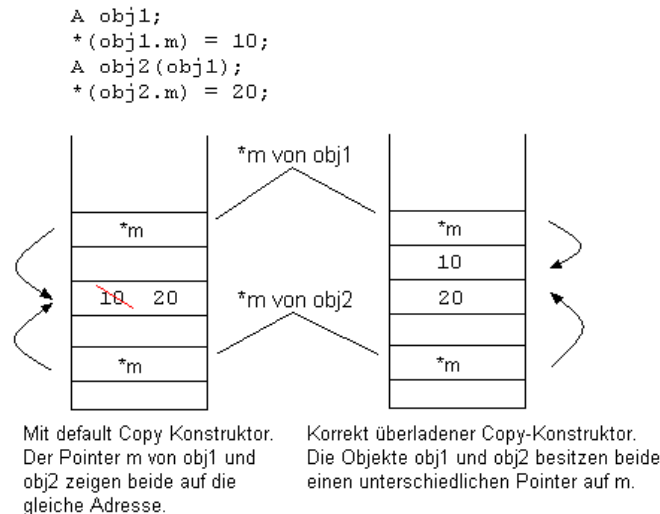 A obj1;
*(obj1.m) = 10;
A obj2(obj1);
*(obj2.m) = 20;
*m von obj1
*m
*m
10
10 20
20
*m von obj2
*m
*m
Mit default Copy Konstruktor.
Der Pointer m von obj1 und
obj2 zeigen beide auf die
gleiche Adresse.
Korrekt überladener Copy-Konstruktor.
Die Objekte obj1 und obj2 besitzen beide
einen unterschiedlichen Pointer auf m.